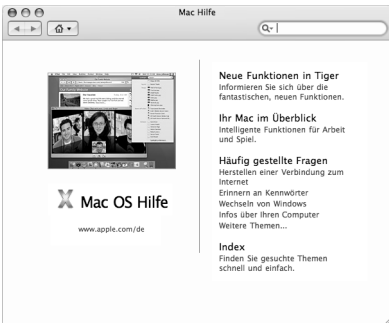 Mac Hilfe
Q
Mac OS Hilfe
www.apple.com/de
Neue Funktionen in Tiger
Informieren Sie sich über die
fantastischen, neuen Funktionen.
Ihr Mac im Überblick
Intelligente Funktionen für Arbeit
und Spiel.
Häufig gestellte Fragen
Herstellen einer Verbindung zum
Internet
Erinnern an Kennwörter
Wechseln von Windows
Infos über Ihren Computer
Weitere Themen...
Index
Finden Sie gesuchte Themen
schnell und einfach.